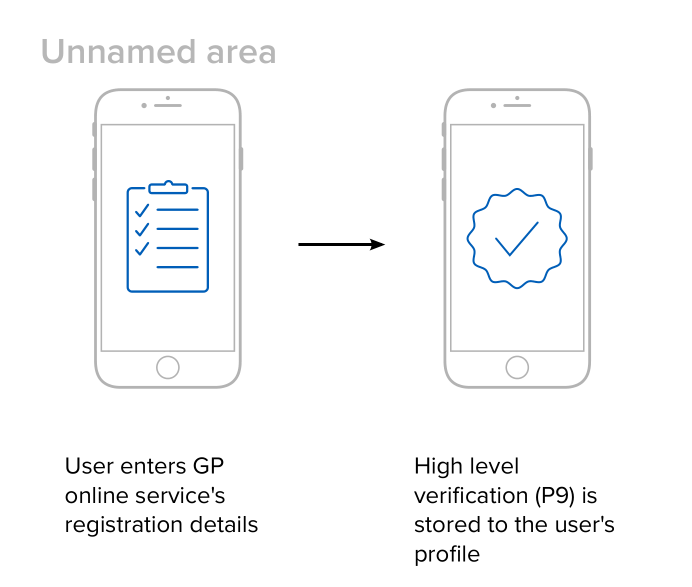 Unnamed area
User enters GP
online service's
registration details
High level
verification (P9) is
stored to the user's
profile